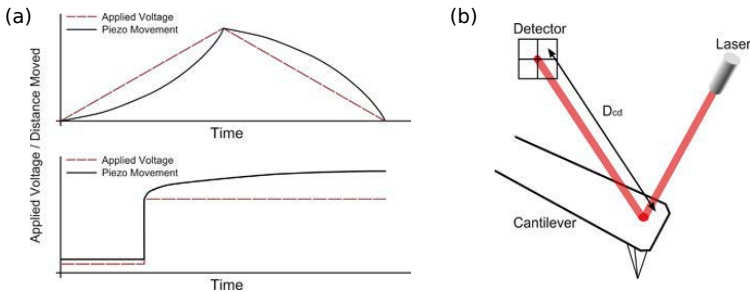 (a)
Applied Voltage
Piezo Movement
Time
Applied Voltage
Piezo Movement
Time
Applied Voltage / Distance Moved
(b)
Detector
Laser
Dcd
Cantilever